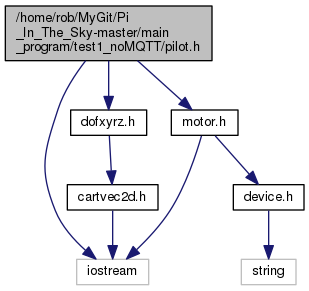 /home/rob/MyGit/Pi
_In_The_Sky-master/main
_program/test1_noMQTT/pilot.h
dofxyrz.h
motor.h
cartvec2d.h
device.h
iostream
string